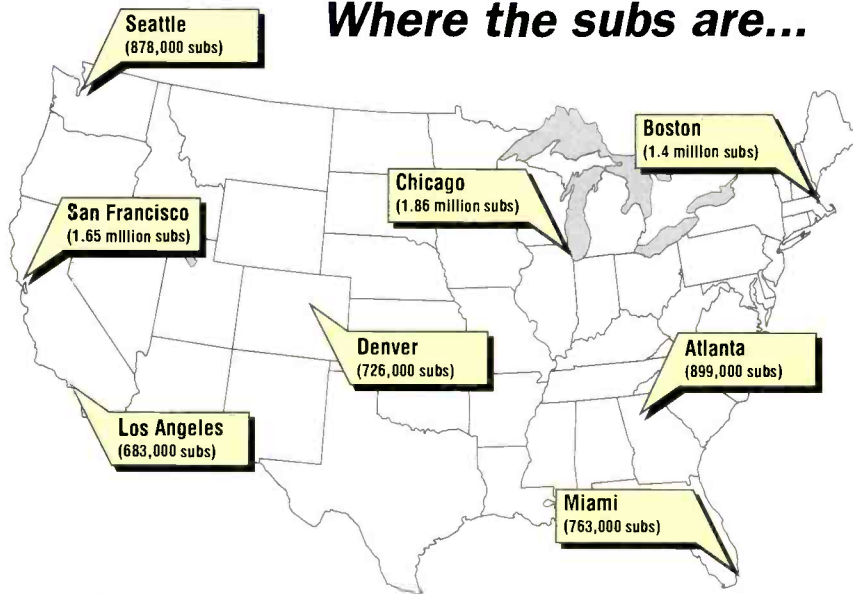 Where the subs are...
Seattle
(878,000 subs)
Boston
(1.4 million subs)
Chicago
(1.86 million subs)
San Francisco
(1.65 million subs)
Denver
(726,000 subs)
Atlanta
(899,000 subs)
Los Angeles
(683,000 subs)
Miami
(763,000 subs)